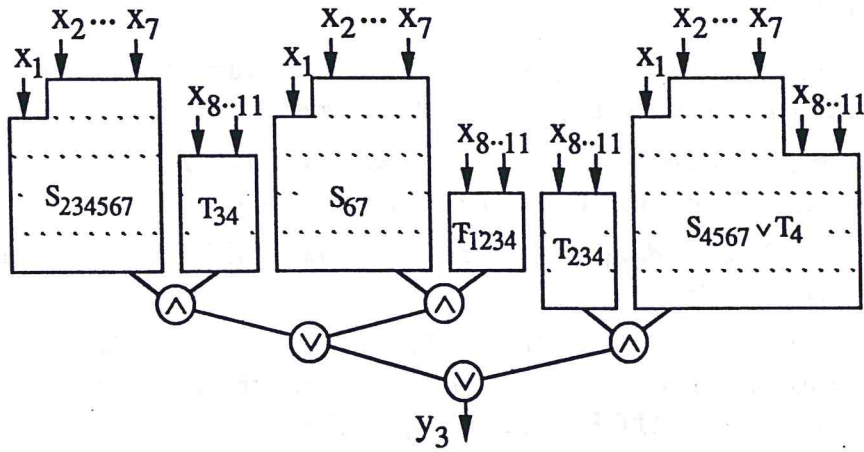 x₂⋯ x₇ x₂⋯ x₇ x₂⋯ x₇
x₁ x₁ x₁
x₈..₁₁ x₈..₁₁
x₈..₁₁ x₈..₁₁
S₂₃₄₅₆₇ T₃₄ S₆₇ T₁₂₃₄ T₂₃₄ S₄₅₆₇ ∨ T₄
∧ ∧
∨ ∧
∨
y₃